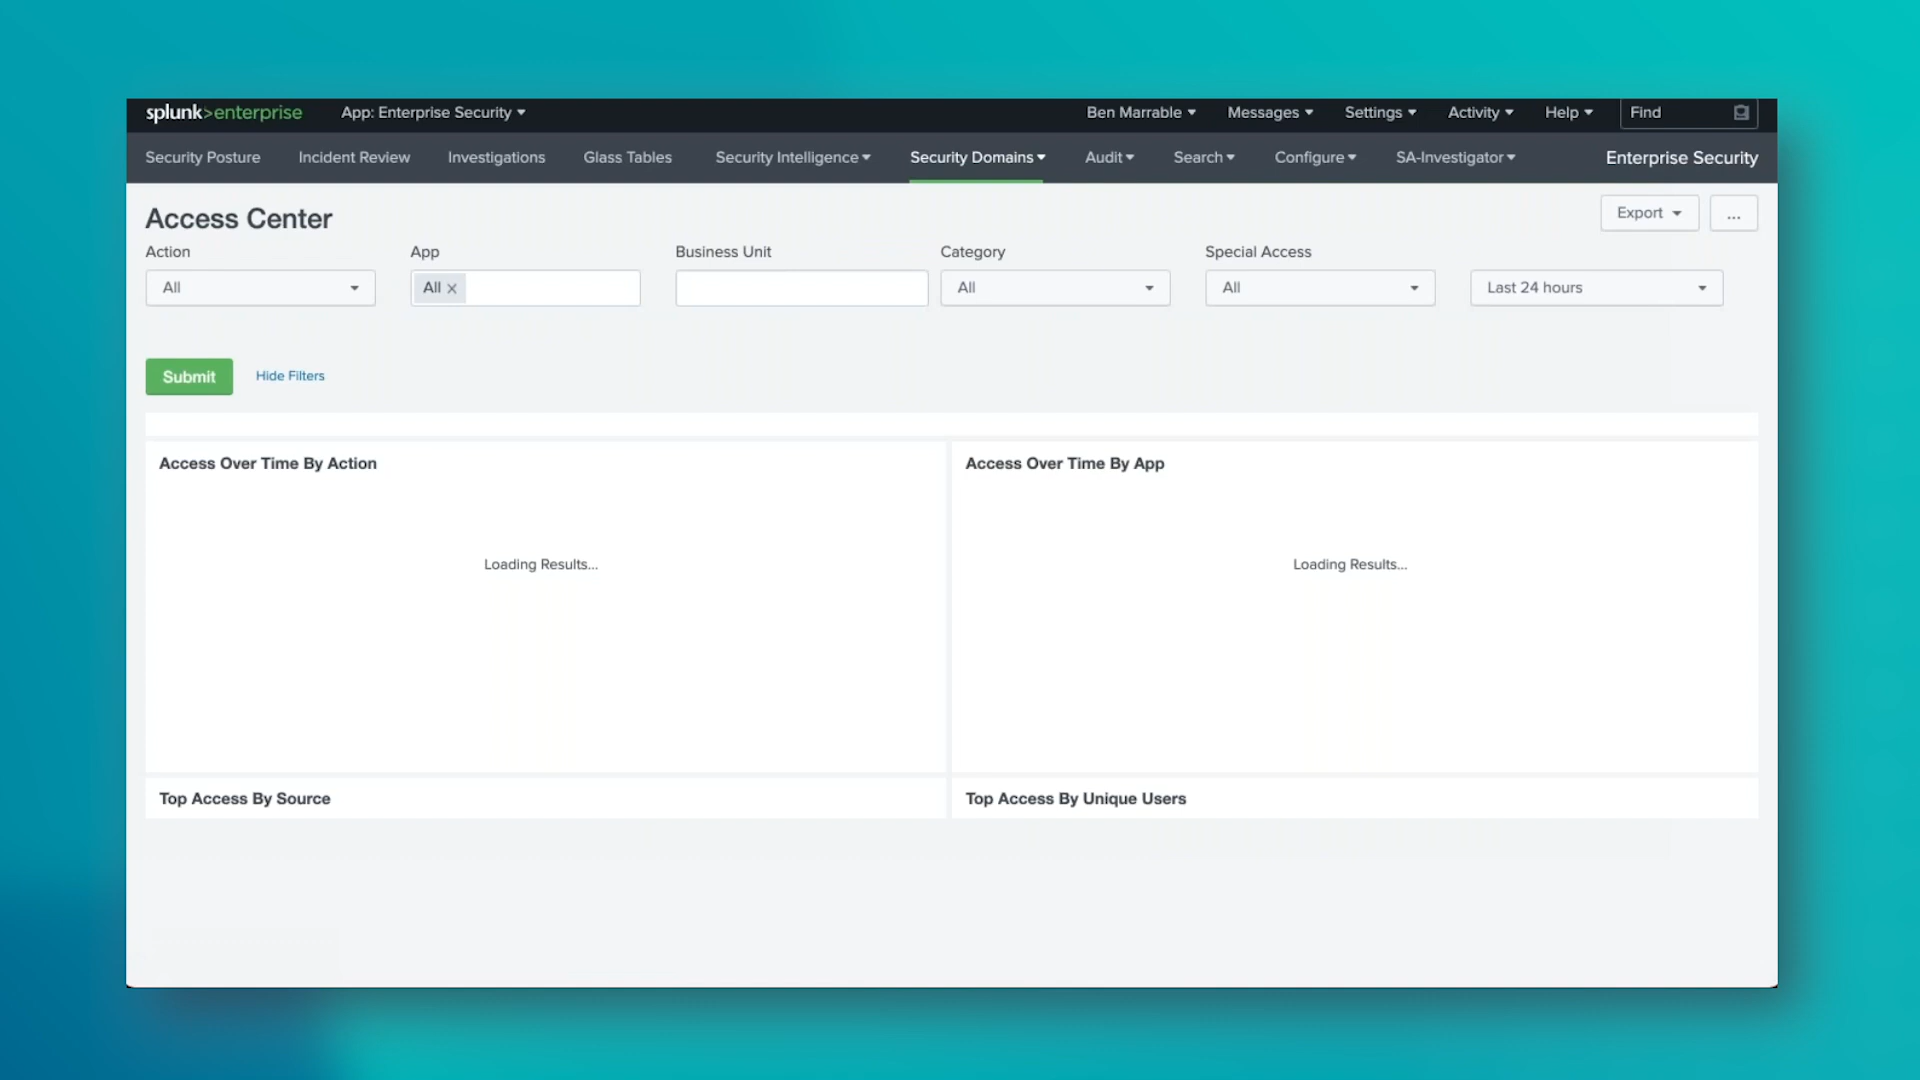 splunk>enterprise App: Enterprise Security Ben Marrable Messages Settings Activity Help Find
Security Posture Incident Review Investigations Glass Tables Security Intelligence Security Domains Audit Search Configure SA-Investigator Enterprise Security
Access Center Export ...
Action App Business Unit Category Special Access
All All × All All Last 24 hours
Submit Hide Filters
Access Over Time By Action Access Over Time By App
Loading Results... Loading Results...
Top Access By Source Top Access By Unique Users